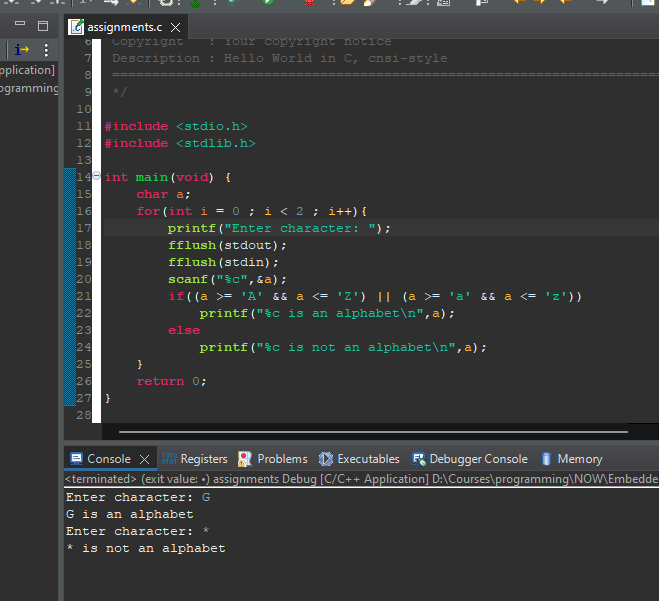 assignments.c
6 Copyright : Your copyright notice
pplication]
7 Description : Hello World in C, cnsi-style
ogramming
8 ============================================================================
9 */
10
11 #include <stdio.h>
12 #include <stdlib.h>
13
14 int main(void) {
15 char a;
16 for(int i = 0 ; i < 2 ; i++){
17 printf("Enter character: ");
18 fflush(stdout);
19 fflush(stdin);
20 scanf("%c",&a);
21 if((a >= 'A' && a <= 'Z') || (a >= 'a' && a <= 'z'))
22 printf("%c is an alphabet\n",a);
23 else
24 printf("%c is not an alphabet\n",a);
25 }
26 return 0;
27 }
28
Console Registers Problems Executables Debugger Console Memory
<terminated> (exit value: •) assignments Debug [C/C++ Application] D:\Courses\programming\NOW\Embedde
Enter character: G
G is an alphabet
Enter character: *
* is not an alphabet